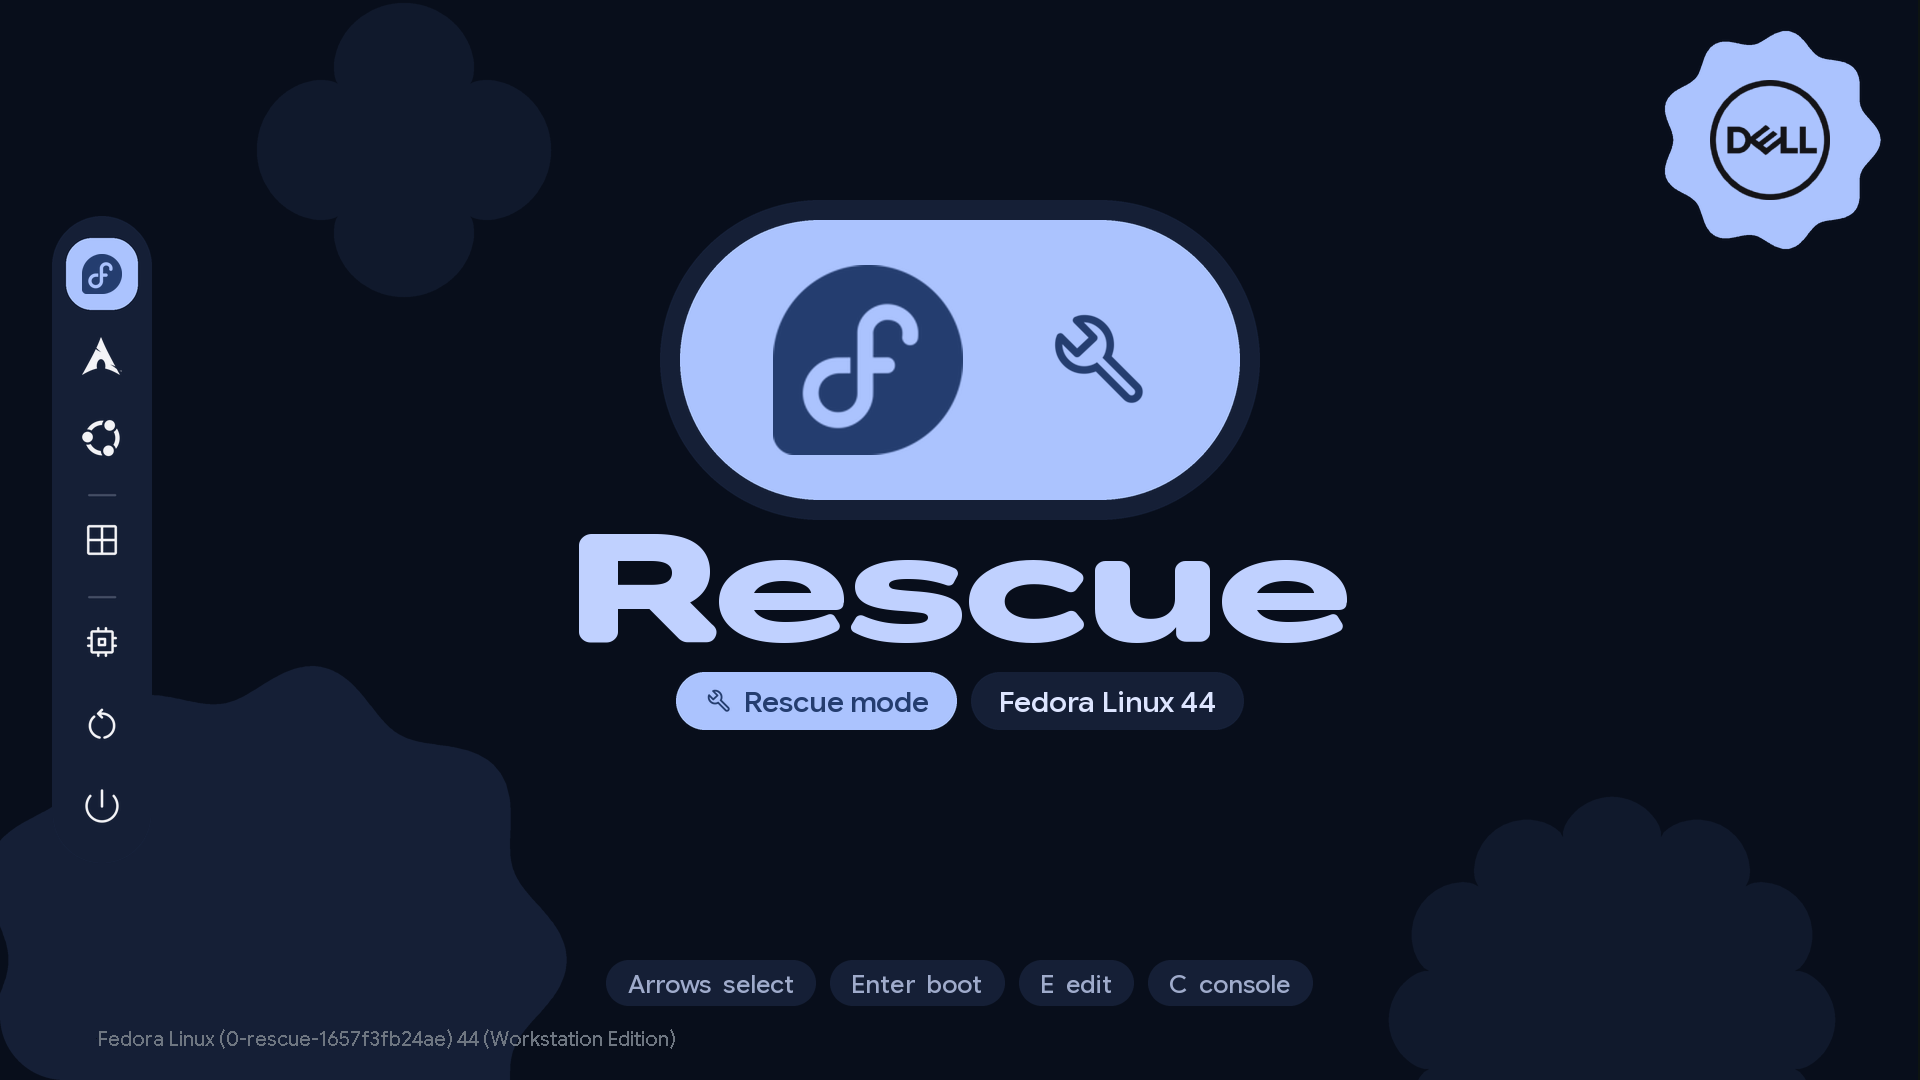 DELL
Rescue
Rescue mode
Fedora Linux 44
Arrows select
Enter boot
E edit
C console
Fedora Linux (0-rescue-1657f3fb24ae) 44 (Workstation Edition)